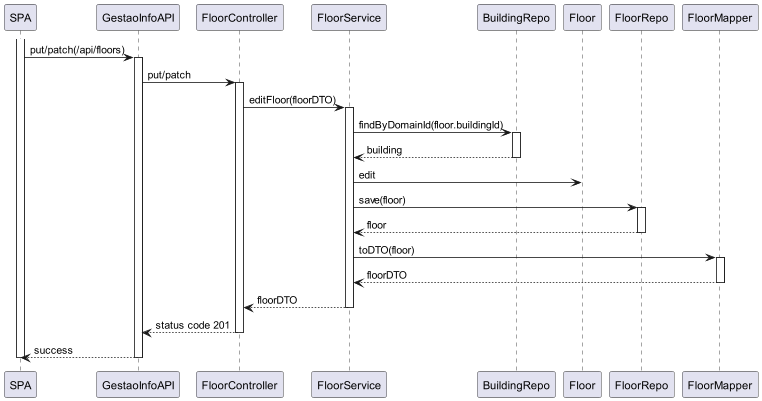 SPA GestaoInfoAPI FloorController FloorService BuildingRepo Floor FloorRepo FloorMapper
put/patch(/api/floors)
put/patch
editFloor(floorDTO)
findByDomainId(floor.buildingId)
building
edit
save(floor)
floor
toDTO(floor)
floorDTO
floorDTO
status code 201
success
SPA GestaoInfoAPI FloorController FloorService BuildingRepo Floor FloorRepo FloorMapper